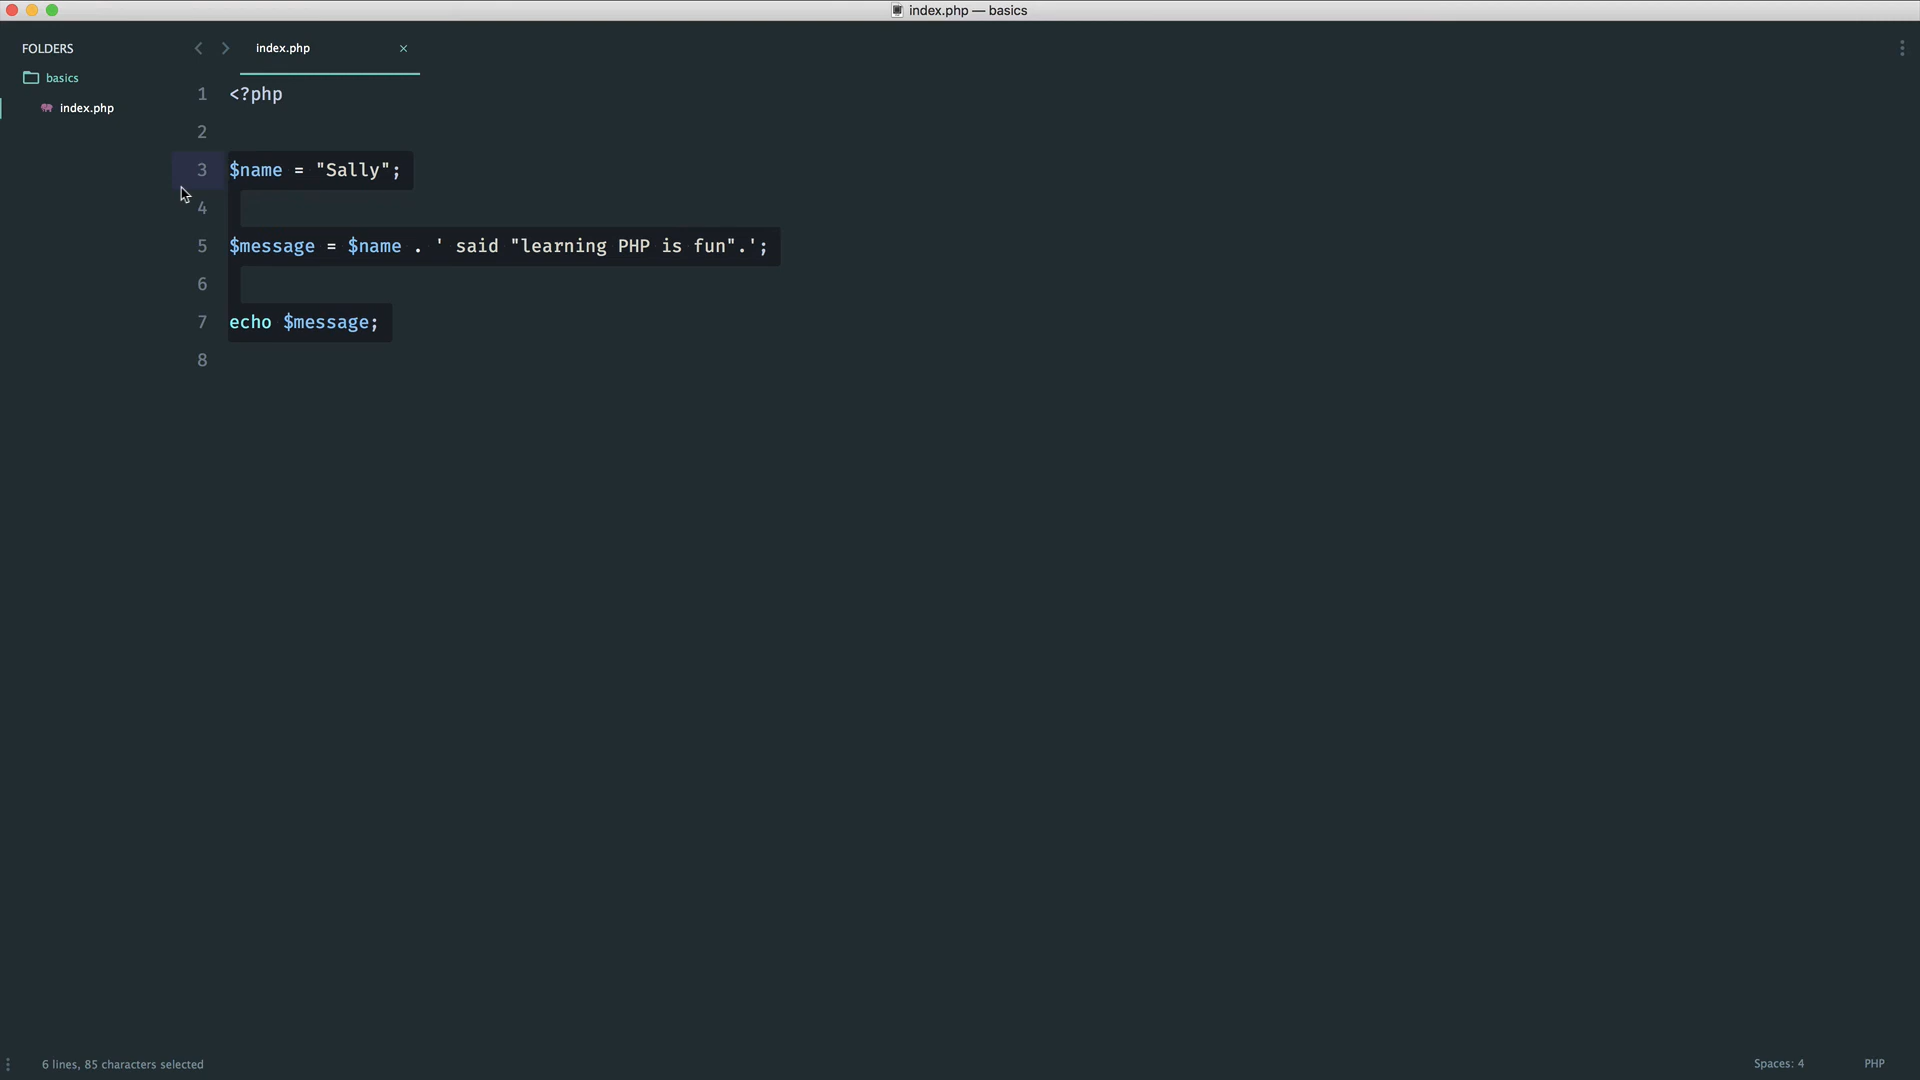 index.php — basics
FOLDERS
basics
index.php
index.php
1 <?php
2
3 $name = "Sally";
4
5 $message = $name . ' said "learning PHP is fun".';
6
7 echo $message;
8
6 lines, 85 characters selected
Spaces: 4
PHP